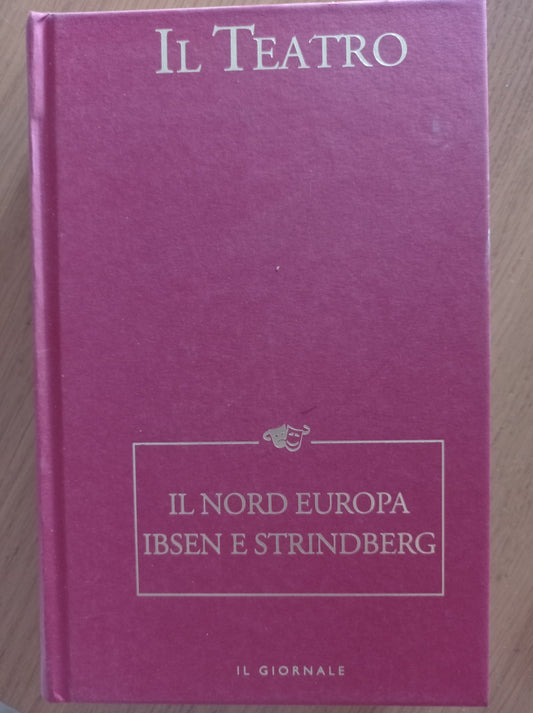 IL TEATRO
IL NORD EUROPA
IBSEN E STRINDBERG
IL GIORNALE